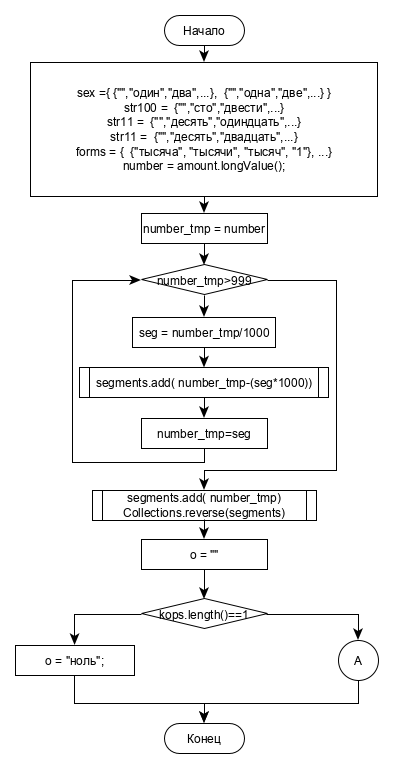 Начало
sex ={ {"","один","два",...}, {"","одна","две",...} }
str100 = {"","сто","двести",...}
str11 = {"","десять","одиндцать",...}
str11 = {"","десять","двадцать",...}
forms = { {"тысяча", "тысячи", "тысяч", "1"}, ...}
number = amount.longValue();
number_tmp = number
number_tmp>999
seg = number_tmp/1000
segments.add( number_tmp-(seg*1000))
number_tmp=seg
segments.add( number_tmp)
Collections.reverse(segments)
o = ""
kops.length()==1
o = "ноль";
A
Конец